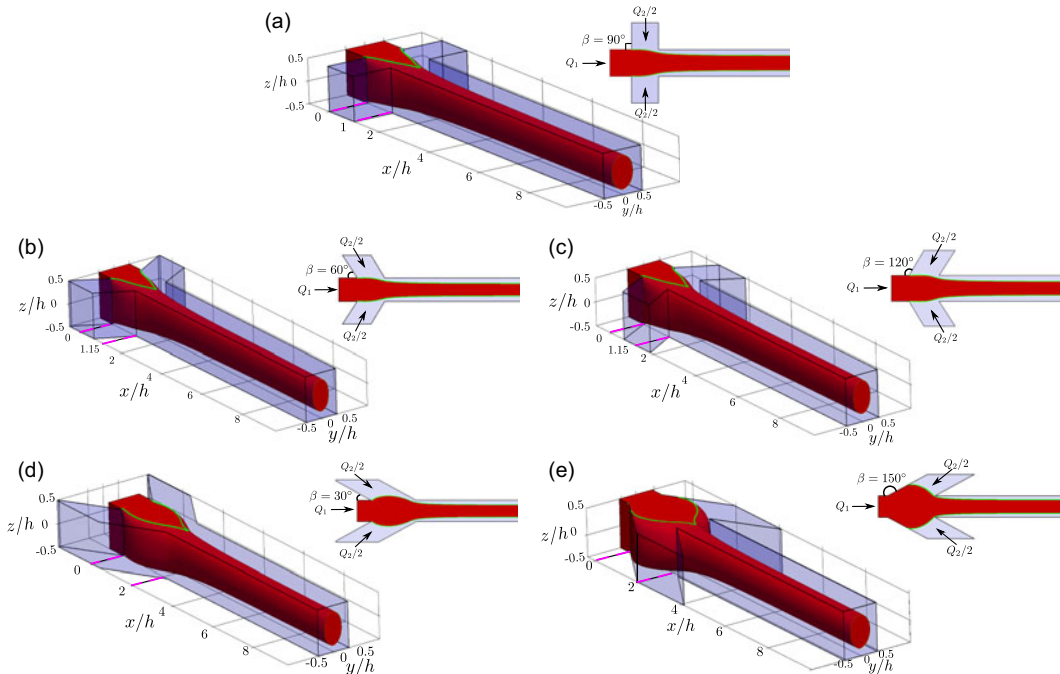 (a)
Q₂/2
β = 90°
Q₁
Q₂/2
z/h
0.5
0
-0.5
0
1
2
4
6
8
x/h
-0.5
0
0.5
y/h
(b)
Q₂/2
β = 60°
Q₁
Q₂/2
z/h
0.5
0
-0.5
0
1.15
2
4
6
8
x/h
-0.5
0
0.5
y/h
(c)
Q₂/2
β = 120°
Q₁
Q₂/2
z/h
0.5
0
-0.5
0
1.15
2
4
6
8
x/h
-0.5
0
0.5
y/h
(d)
Q₂/2
β = 30°
Q₁
Q₂/2
z/h
0.5
0
-0.5
0
2
4
6
8
x/h
-0.5
0
0.5
y/h
(e)
Q₂/2
β = 150°
Q₁
Q₂/2
z/h
0.5
0
-0.5
0
2
4
6
8
x/h
-0.5
0
0.5
y/h